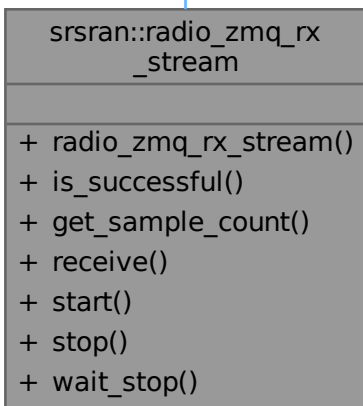 srsran::radio_zmq_rx
_stream
+ radio_zmq_rx_stream()
+ is_successful()
+ get_sample_count()
+ receive()
+ start()
+ stop()
+ wait_stop()